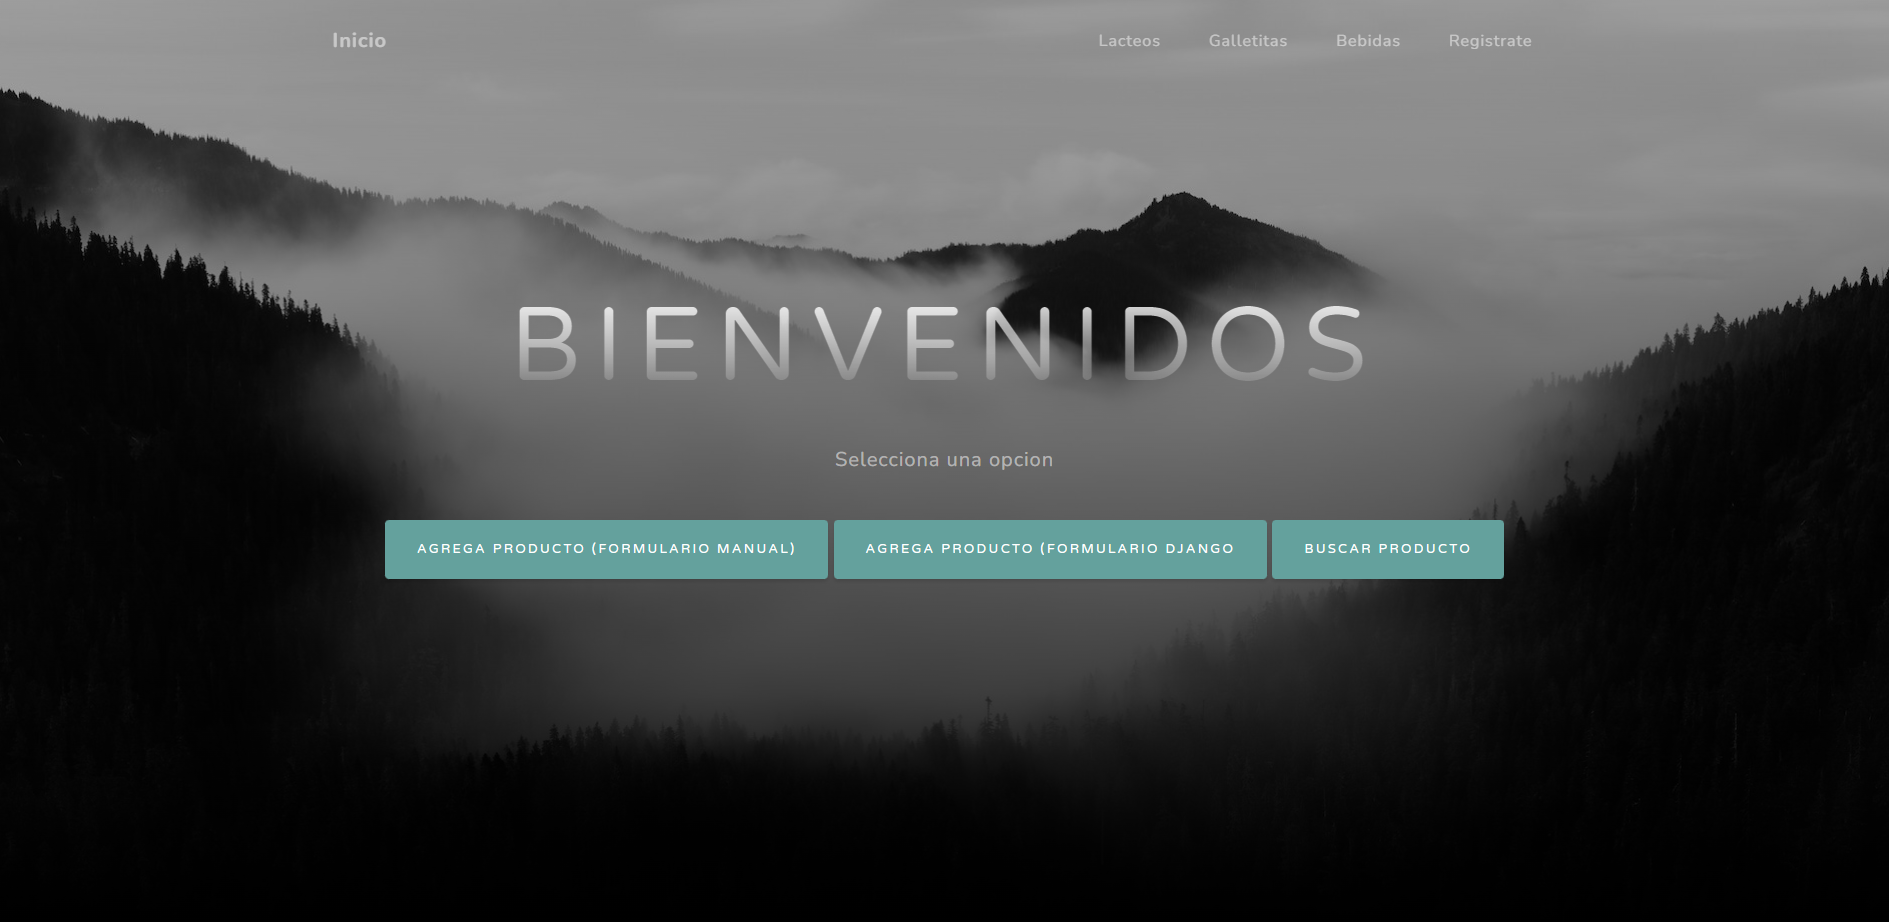 Inicio Lacteos Galletitas Bebidas Registrate
BIENVENIDOS
Selecciona una opcion
AGREGA PRODUCTO (FORMULARIO MANUAL) AGREGA PRODUCTO (FORMULARIO DJANGO BUSCAR PRODUCTO